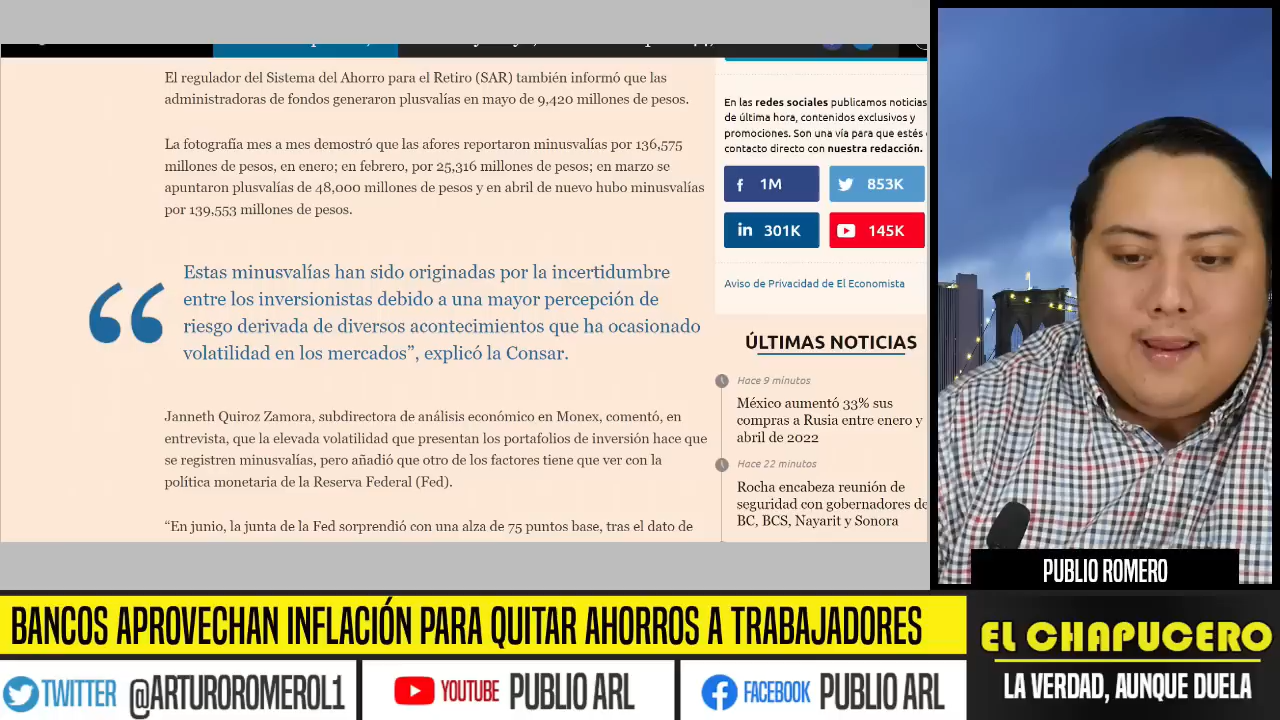 El regulador del Sistema del Ahorro para el Retiro (SAR) también informó que las
administradoras de fondos generaron plusvalías en mayo de 9,420 millones de pesos.
La fotografía mes a mes demostró que las afores reportaron minusvalías por 136,575
millones de pesos, en enero; en febrero, por 25,316 millones de pesos; en marzo se
apuntaron plusvalías de 48,000 millones de pesos y en abril de nuevo hubo minusvalías
por 139,553 millones de pesos.
“
Estas minusvalías han sido originadas por la incertidumbre
entre los inversionistas debido a una mayor percepción de
riesgo derivada de diversos acontecimientos que ha ocasionado
volatilidad en los mercados”, explicó la Consar.
Janneth Quiroz Zamora, subdirectora de análisis económico en Monex, comentó, en
entrevista, que la elevada volatilidad que presentan los portafolios de inversión hace que
se registren minusvalías, pero añadió que otro de los factores tiene que ver con la
política monetaria de la Reserva Federal (Fed).
“En junio, la junta de la Fed sorprendió con una alza de 75 puntos base, tras el dato de
En las redes sociales publicamos noticias
de última hora, contenidos exclusivos y
promociones. Son una vía para que estés
contacto directo con nuestra redacción.
1M
853K
301K
145K
Aviso de Privacidad de El Economista
ÚLTIMAS NOTICIAS
Hace 9 minutos
México aumentó 33% sus
compras a Rusia entre enero y
abril de 2022
Hace 22 minutos
Rocha encabeza reunión de
seguridad con gobernadores de
BC, BCS, Nayarit y Sonora
PUBLIO ROMERO
BANCOS APROVECHAN INFLACIÓN PARA QUITAR AHORROS A TRABAJADORES
EL CHAPUCERO
LA VERDAD, AUNQUE DUELA
TWITTER @ARTUROROMEROL1
YOUTUBE PUBLIO ARL
FACEBOOK PUBLIO ARL